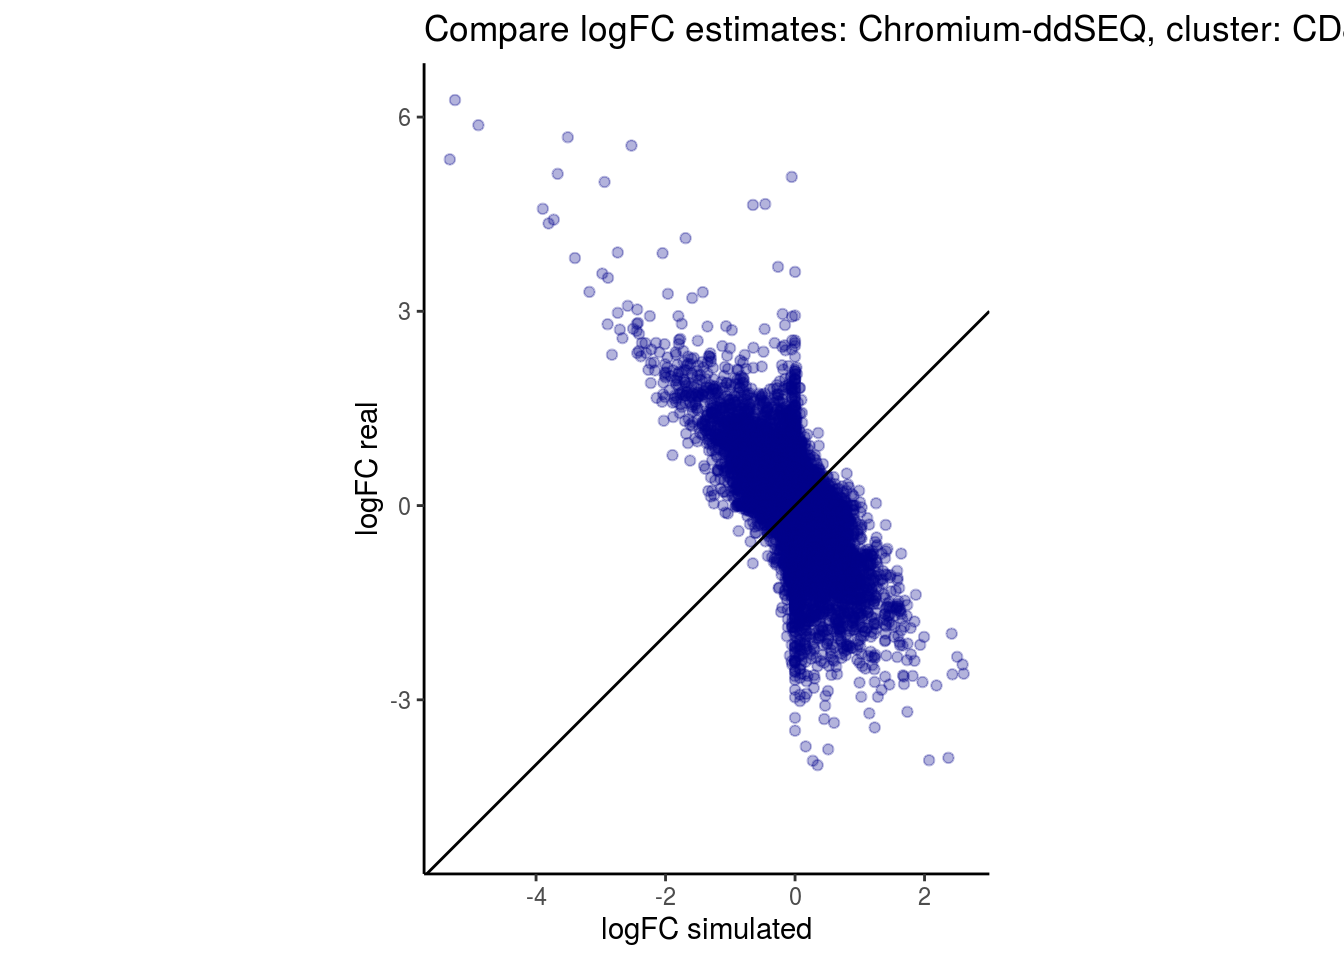 Compare logFC estimates: Chromium-ddSEQ, cluster: 
6
3
0
-3
logFC real
-4 -2 0 2
logFC simulated